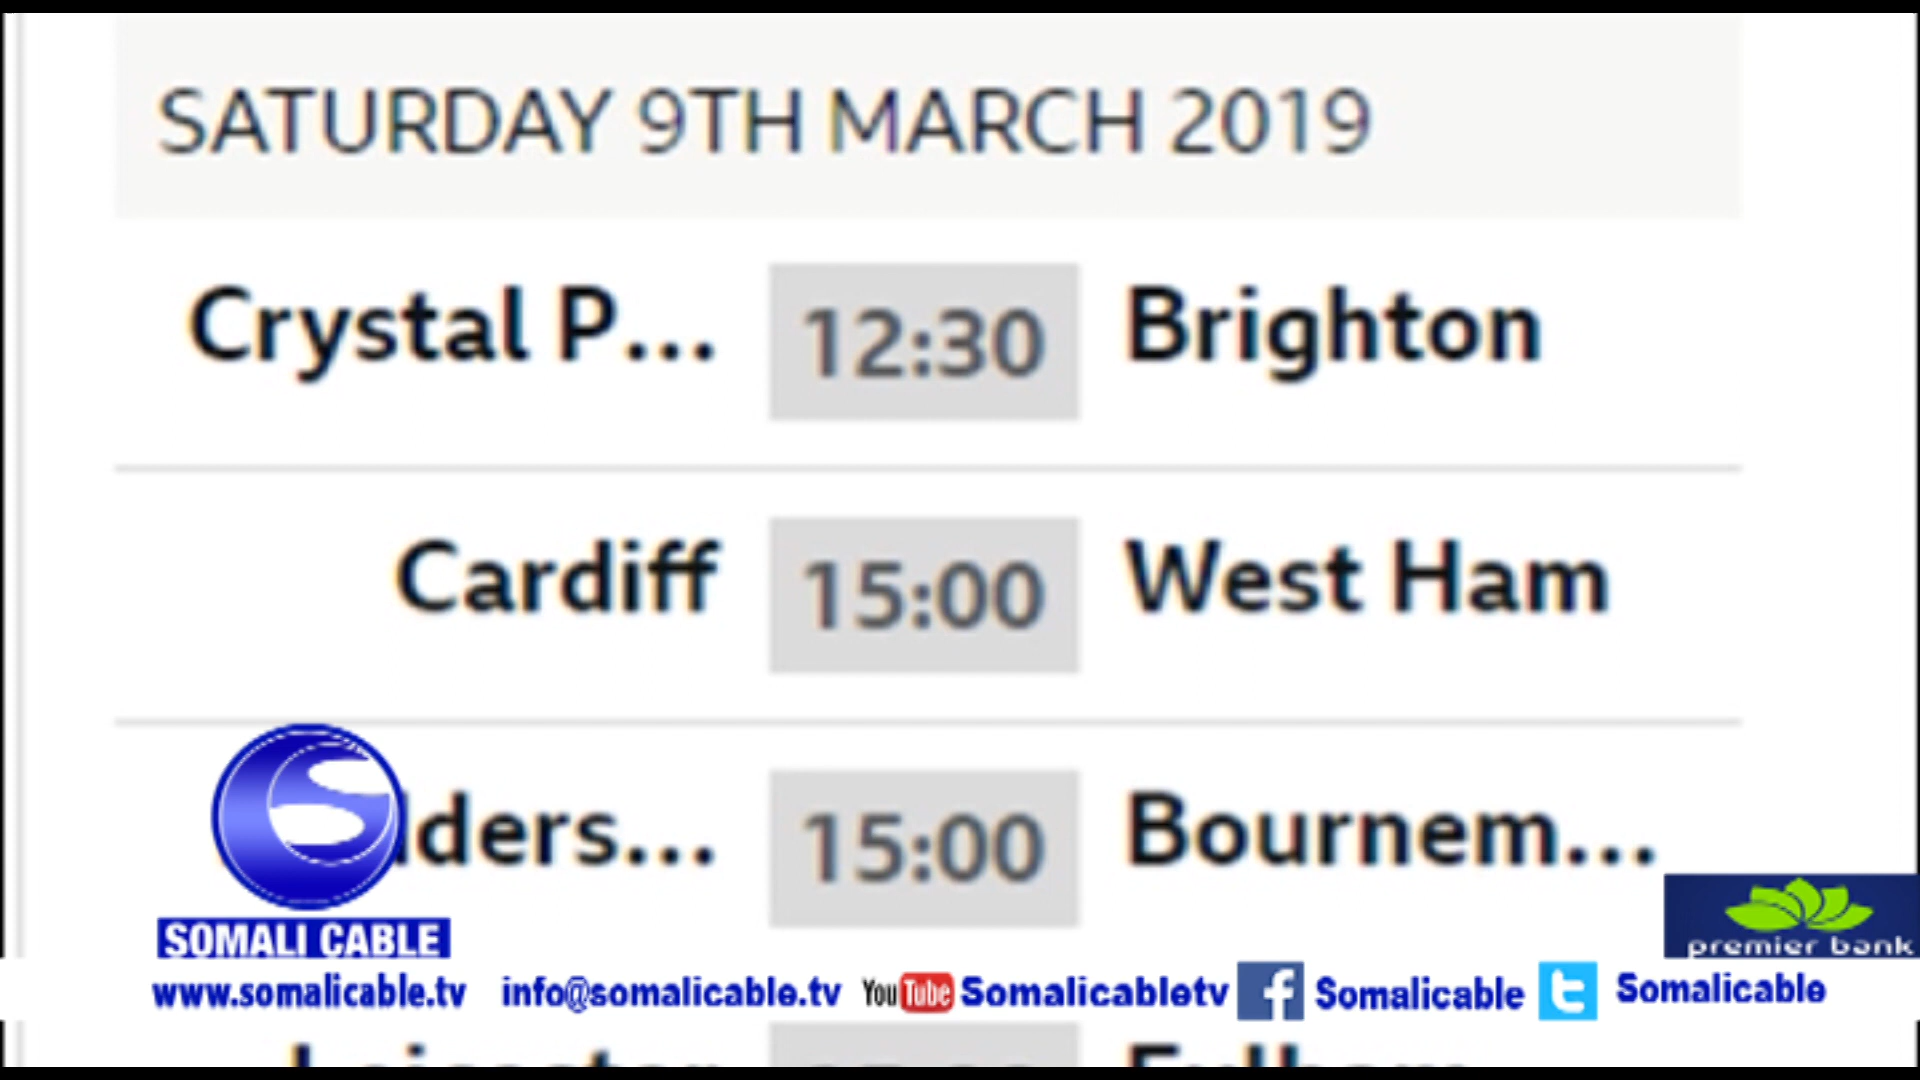 SATURDAY 9TH MARCH 2019
Crystal P... 12:30 Brighton
Cardiff 15:00 West Ham
ders... 15:00 Bournem...
SOMALI CABLE
premier bank
www.somalicable.tv info@somalicable.tv YouTube Somalicabletv f Somalicable t Somalicable